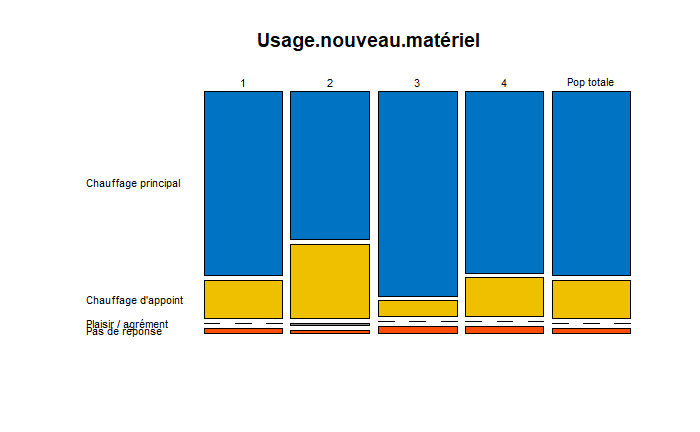 Usage.nouveau.matériel
1 2 3 4 Pop totale
Chauffage principal
Chauffage d'appoint
Plaisir / agrément
Pas de réponse